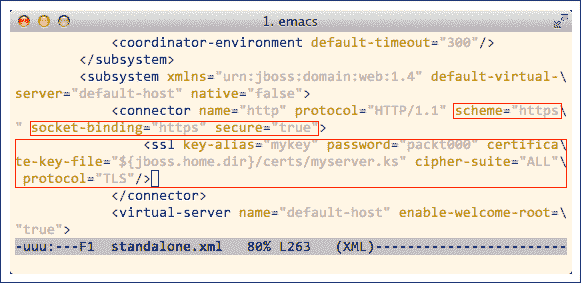 1. emacs
<coordinator-environment default-timeout="300"/>
</subsystem>
<subsystem xmlns="urn:jboss:domain:web:1.4" default-virtual-\
server="default-host" native="false">
<connector name="http" protocol="HTTP/1.1" scheme="https\
" socket-binding="https" secure="true">
<ssl key-alias="mykey" password="packt000" certifica\
te-key-file="${jboss.home.dir}/certs/myserver.ks" cipher-suite="ALL"\
protocol="TLS"/>
</connector>
<virtual-server name="default-host" enable-welcome-root=\
"true">
-uuu:---F1  standalone.xml   80% L263   (XML)------------------------